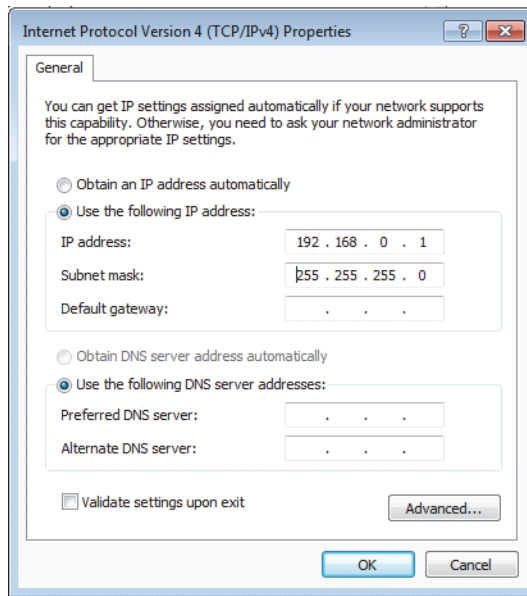 Internet Protocol Version 4 (TCP/IPv4) Properties
?
General
You can get IP settings assigned automatically if your network supports
this capability. Otherwise, you need to ask your network administrator
for the appropriate IP settings.
Obtain an IP address automatically
Use the following IP address:
IP address: 192 . 168 . 0 . 1
Subnet mask: 255 . 255 . 255 . 0
Default gateway: . . .
Obtain DNS server address automatically
Use the following DNS server addresses:
Preferred DNS server: . . .
Alternate DNS server: . . .
Validate settings upon exit
Advanced...
OK Cancel